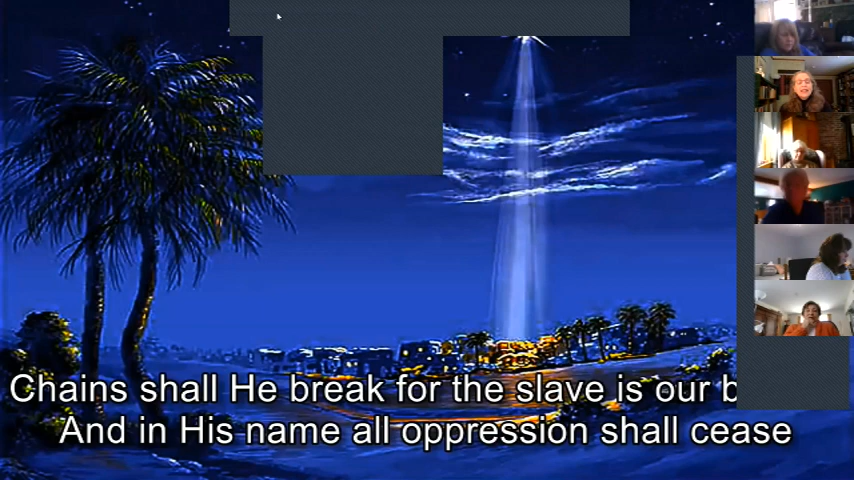 Chains shall He break for the slave is our
And in His name all oppression shall cease